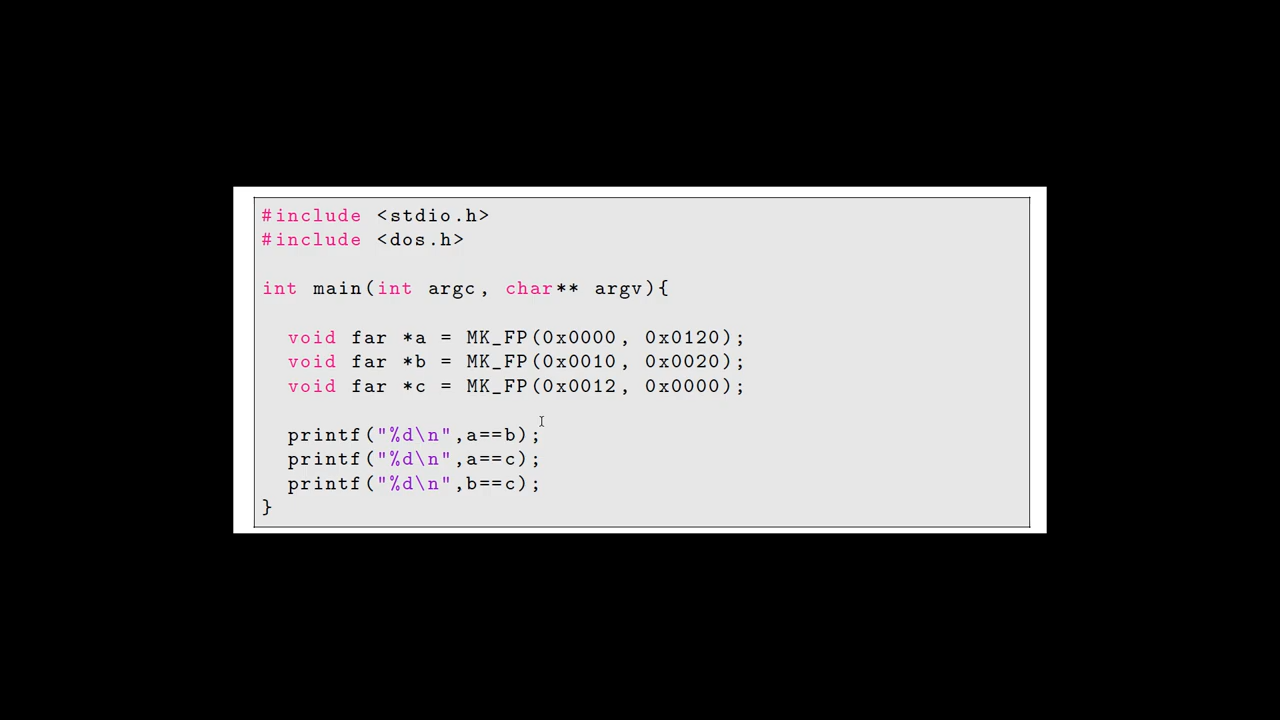 #include <stdio.h>
#include <dos.h>
int main(int argc, char** argv){
void far *a = MK_FP(0x0000, 0x0120);
void far *b = MK_FP(0x0010, 0x0020);
void far *c = MK_FP(0x0012, 0x0000);
printf("%d\n",a==b);
printf("%d\n",a==c);
printf("%d\n",b==c);
}